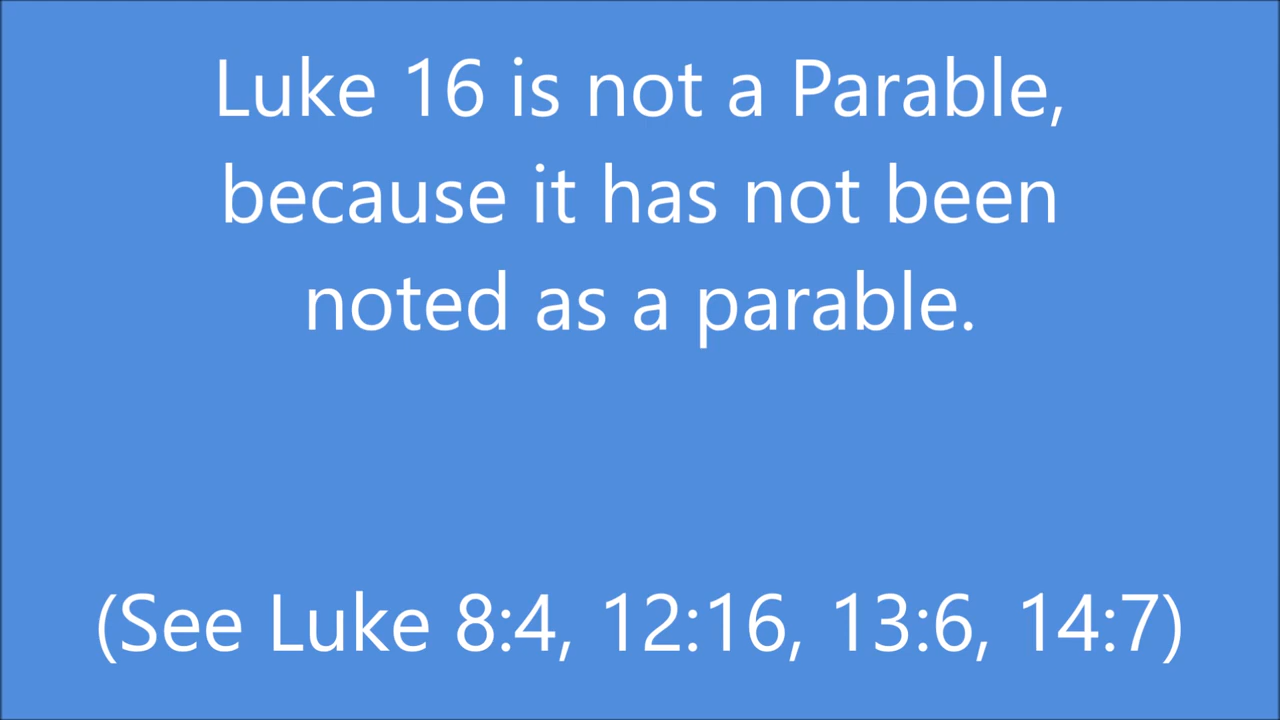 Luke 16 is not a Parable,
because it has not been
noted as a parable.
(See Luke 8:4, 12:16, 13:6, 14:7)